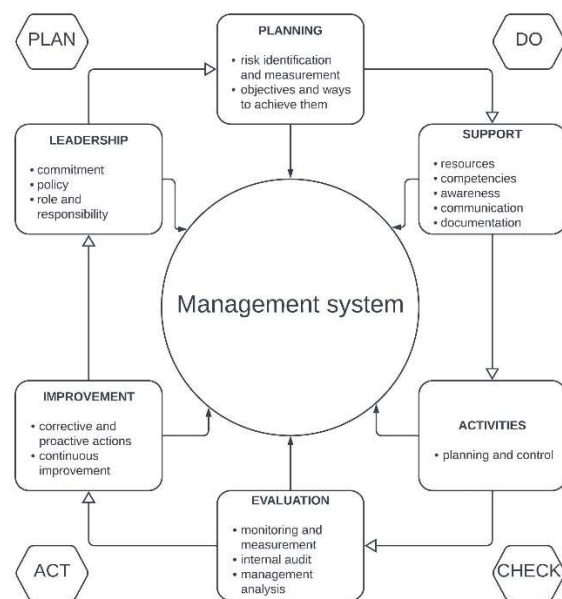 PLAN
PLANNING
• risk identification
and measurement
• objectives and ways
to achieve them
DO
LEADERSHIP
• commitment
• policy
• role and
responsibility
SUPPORT
• resources
• competencies
• awareness
• communication
• documentation
Management system
IMPROVEMENT
• corrective and
proactive actions
• continuous
improvement
ACTIVITIES
• planning and control
EVALUATION
• monitoring and
measurement
• internal audit
• management
analysis
ACT
CHECK